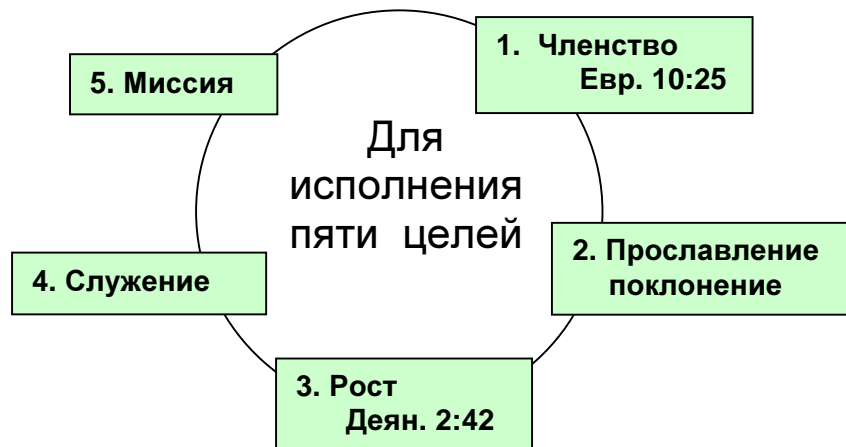 Для
исполнения
пяти целей
1. Членство
Евр. 10:25
2. Прославление
поклонение
3. Рост
Деян. 2:42
4. Служение
5. Миссия